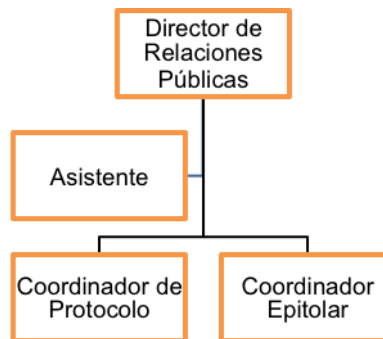 Director de
Relaciones
Públicas
Asistente
Coordinador de
Protocolo
Coordinador
Epitolar